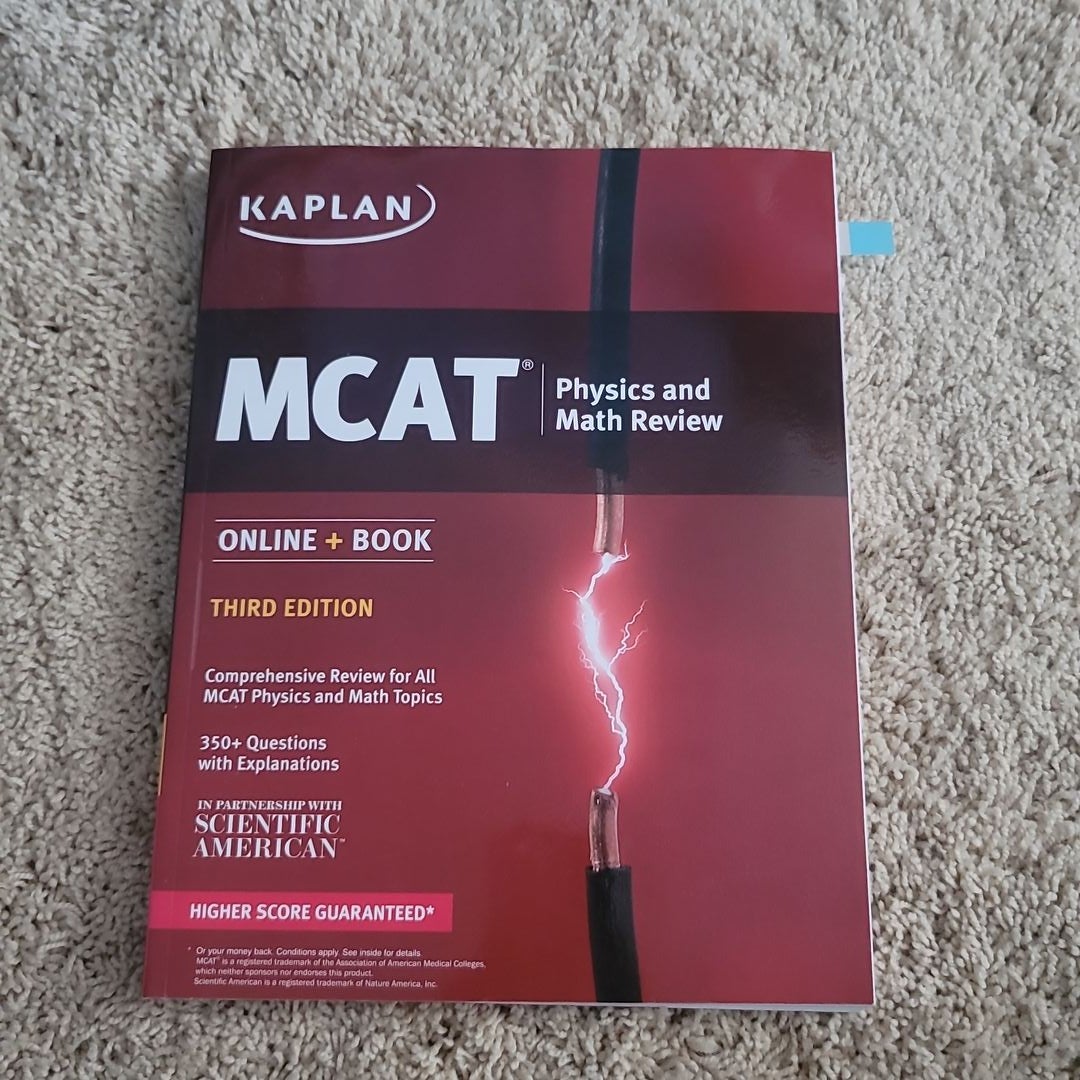 KAPLAN
MCAT®
Physics and
Math Review
ONLINE + BOOK
THIRD EDITION
Comprehensive Review for All
MCAT Physics and Math Topics
350+ Questions
with Explanations
IN PARTNERSHIP WITH
SCIENTIFIC
AMERICAN™
HIGHER SCORE GUARANTEED*
* Or your money back. Conditions apply. See inside for details.
MCAT® is a registered trademark of the Association of American Medical Colleges,
which neither sponsors nor endorses this product.
Scientific American is a registered trademark of Nature America, Inc.